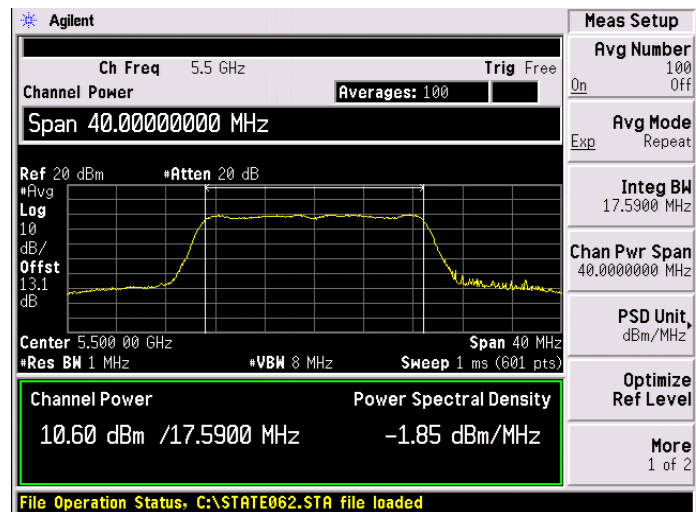 Agilent
Ch Freq 5.5 GHz Trig Free
Channel Power Averages: 100
Span 40.00000000 MHz
Ref 20 dBm #Atten 20 dB
#Avg
Log
10
dB/
Offst
13.1
dB
Center 5.500 00 GHz Span 40 MHz
#Res BW 1 MHz #VBW 8 MHz Sweep 1 ms (601 pts)
Channel Power Power Spectral Density
10.60 dBm /17.5900 MHz -1.85 dBm/MHz
File Operation Status, C:\STATE062.STA file loaded
Meas Setup
Avg Number
100
On Off
Avg Mode
Exp Repeat
Integ BW
17.5900 MHz
Chan Pwr Span
40.0000000 MHz
PSD Unit
dBm/MHz
Optimize
Ref Level
More
1 of 2